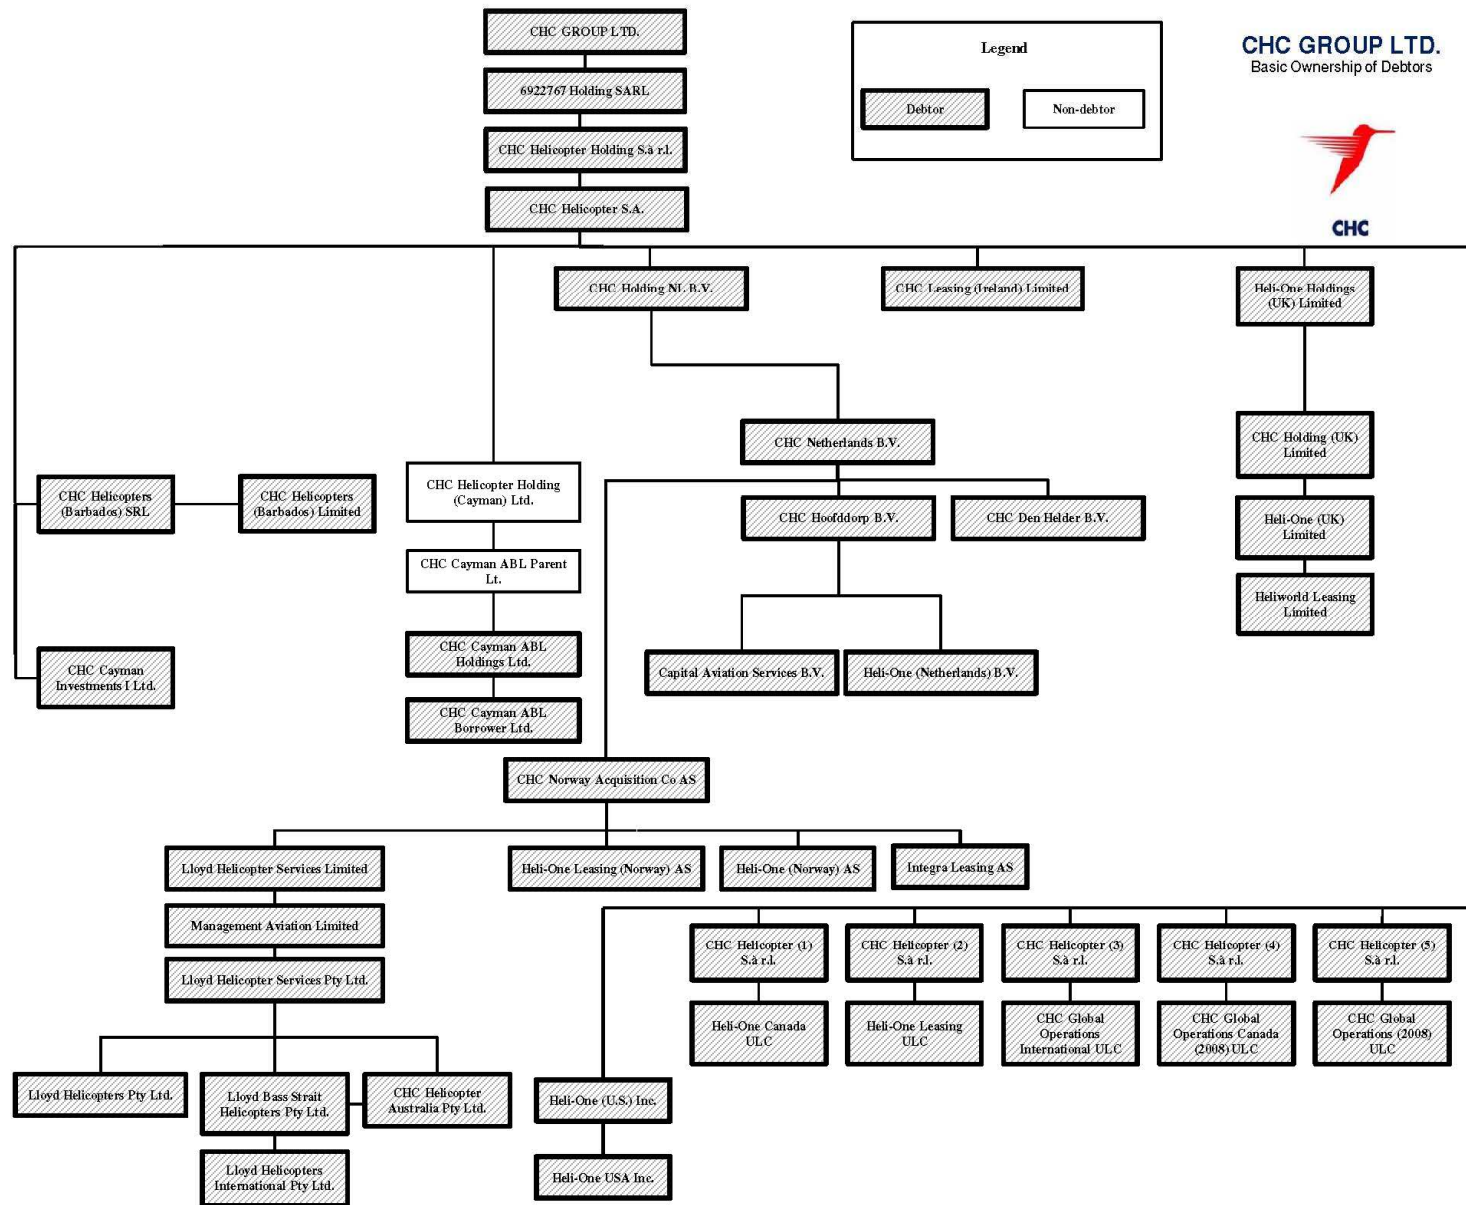 CHC GROUP LTD.
6922767 Holding SARL
CHC Helicopter Holding S.à r.l.
CHC Helicopter S.A.
Legend
Debtor
Non-debtor
CHC GROUP LTD.
Basic Ownership of Debtors
CHC
CHC Holding NL B.V.
CHC Leasing (Ireland) Limited
Heli-One Holdings
(UK) Limited
CHC Netherlands B.V.
CHC Holding (UK)
Limited
CHC Helicopters
(Barbados) SRL
CHC Helicopters
(Barbados) Limited
CHC Helicopter Holding
(Cayman) Ltd.
CHC Hoofddorp B.V.
CHC Den Helder B.V.
Heli-One (UK)
Limited
CHC Cayman ABL Parent
Lt.
Heliworld Leasing
Limited
CHC Cayman
Investments I Ltd.
CHC Cayman ABL
Holdings Ltd.
Capital Aviation Services B.V.
Heli-One (Netherlands) B.V.
CHC Cayman ABL
Borrower Ltd.
CHC Norway Acquisition Co AS
Lloyd Helicopter Services Limited
Heli-One Leasing (Norway) AS
Heli-One (Norway) AS
Integra Leasing AS
Management Aviation Limited
Lloyd Helicopter Services Pty Ltd.
CHC Helicopter (1)
S.à r.l.
CHC Helicopter (2)
S.à r.l.
CHC Helicopter (3)
S.à r.l.
CHC Helicopter (4)
S.à r.l.
CHC Helicopter (5)
S.à r.l.
Heli-One Canada
ULC
Heli-One Leasing
ULC
CHC Global
Operations
International ULC
CHC Global
Operations Canada
(2008) ULC
CHC Global
Operations (2008)
ULC
Lloyd Helicopters Pty Ltd.
Lloyd Bass Strait
Helicopters Pty Ltd.
CHC Helicopter
Australia Pty Ltd.
Heli-One (U.S.) Inc.
Lloyd Helicopters
International Pty Ltd.
Heli-One USA Inc.